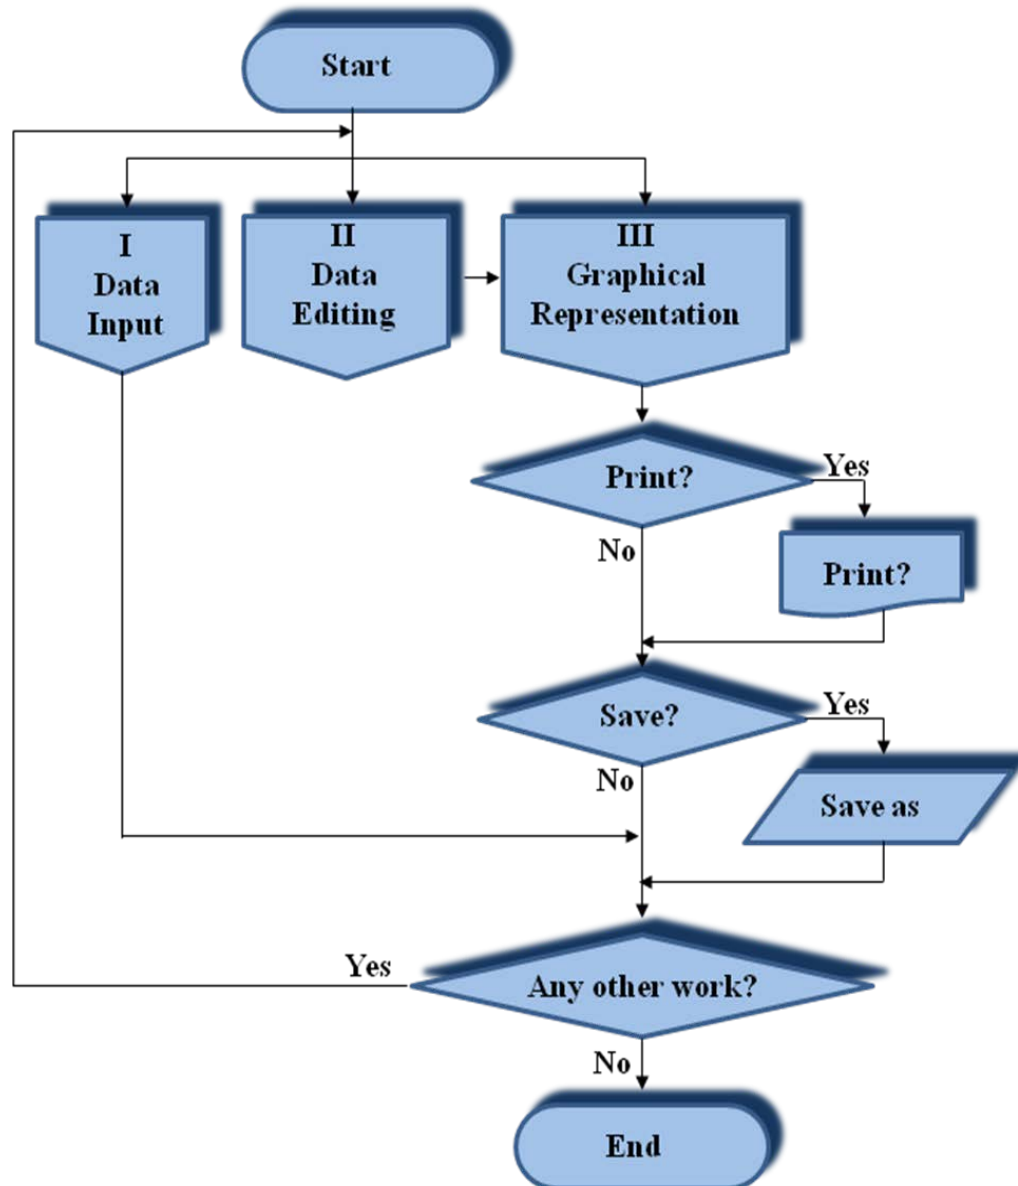 Start
I
Data
Input
II
Data
Editing
III
Graphical
Representation
Print?
Yes
No
Print?
Save?
Yes
No
Save as
Yes
Any other work?
No
End